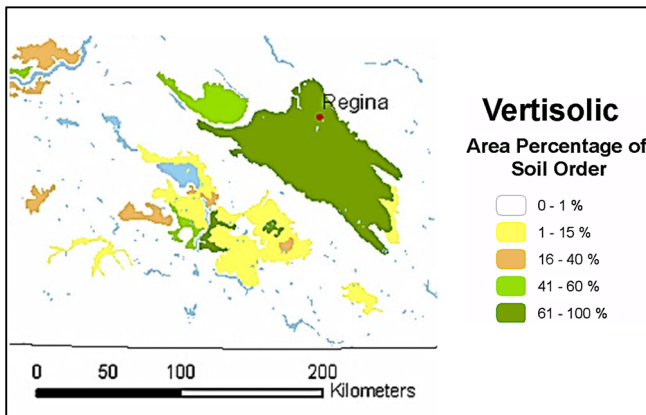 Regina
Vertisolic
Area Percentage of
Soil Order
0 - 1 %
1 - 15 %
16 - 40 %
41 - 60 %
61 - 100 %
0 50 100 200
Kilometers